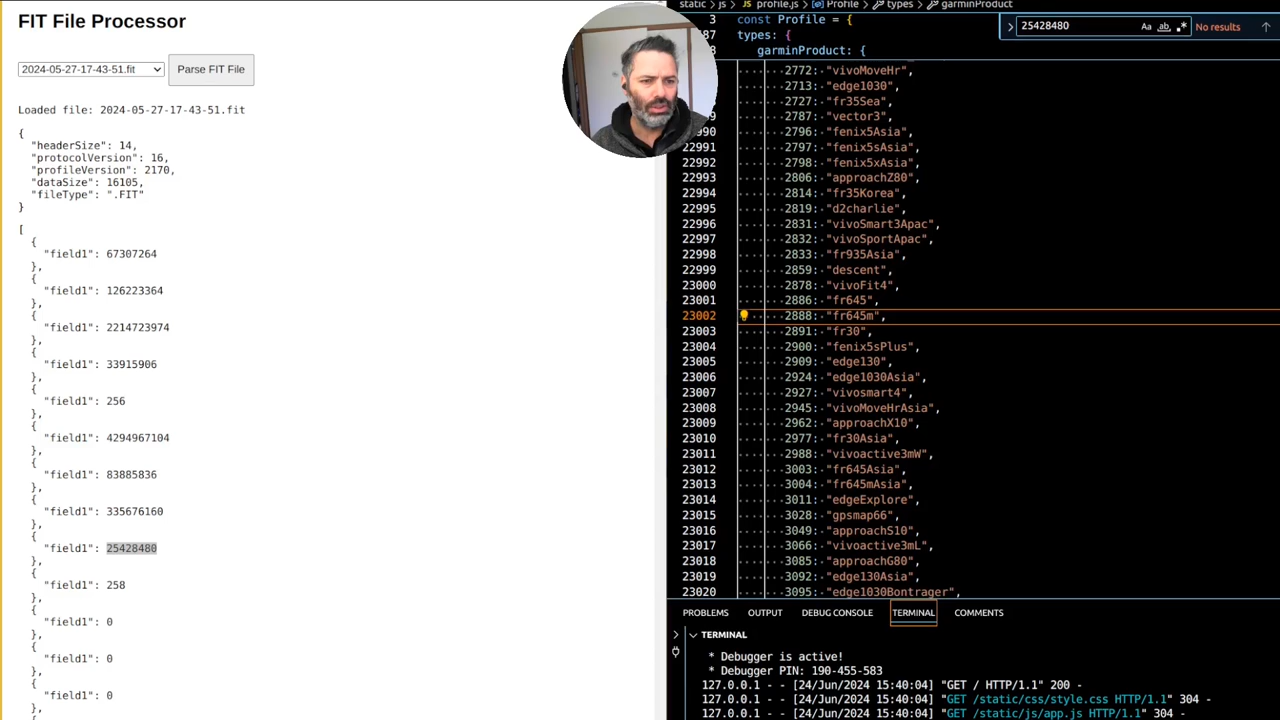 FIT File Processor
2024-05-27-17-43-51.fit
Parse FIT File
Loaded file: 2024-05-27-17-43-51.fit
{
"headerSize": 14,
"protocolVersion": 16,
"profileVersion": 2170,
"dataSize": 16105,
"fileType": ".FIT"
}
[
{
"field1": 67307264
},
{
"field1": 126223364
},
{
"field1": 2214723974
},
{
"field1": 33915906
},
{
"field1": 256
},
{
"field1": 4294967104
},
{
"field1": 83885836
},
{
"field1": 335676160
},
{
"field1": 25428480
},
{
"field1": 258
},
{
"field1": 0
},
{
"field1": 0
},
{
"field1": 0
},
static > js > profile.js > Profile > types > garminProduct
3 const Profile = {
87 types: {
8 garminProduct: {
25428480
Aa ab .* No results
2772: "vivoMoveHr",
2713: "edge1030",
2727: "fr35Sea",
9 2787: "vector3",
90 2796: "fenix5Asia",
22991 2797: "fenix5sAsia",
22992 2798: "fenix5xAsia",
22993 2806: "approachZ80",
22994 2814: "fr35Korea",
22995 2819: "d2charlie",
22996 2831: "vivoSmart3Apac",
22997 2832: "vivoSportApac",
22998 2833: "fr935Asia",
22999 2859: "descent",
23000 2878: "vivoFit4",
23001 2886: "fr645",
23002 2888: "fr645m",
23003 2891: "fr30",
23004 2900: "fenix5sPlus",
23005 2909: "edge130",
23006 2924: "edge1030Asia",
23007 2927: "vivosmart4",
23008 2945: "vivoMoveHrAsia",
23009 2962: "approachX10",
23010 2977: "fr30Asia",
23011 2988: "vivoactive3mW",
23012 3003: "fr645Asia",
23013 3004: "fr645mAsia",
23014 3011: "edgeExplore",
23015 3028: "gpsmap66",
23016 3049: "approachS10",
23017 3066: "vivoactive3mL",
23018 3085: "approachG80",
23019 3092: "edge130Asia",
23020 3095: "edge1030Bontrager",
PROBLEMS OUTPUT DEBUG CONSOLE TERMINAL COMMENTS
TERMINAL
* Debugger is active!
* Debugger PIN: 190-455-583
127.0.0.1 - - [24/Jun/2024 15:40:04] "GET / HTTP/1.1" 200 -
127.0.0.1 - - [24/Jun/2024 15:40:04] "GET /static/css/style.css HTTP/1.1" 304 -
127.0.0.1 - - [24/Jun/2024 15:40:04] "GET /static/js/app.js HTTP/1.1" 304 -